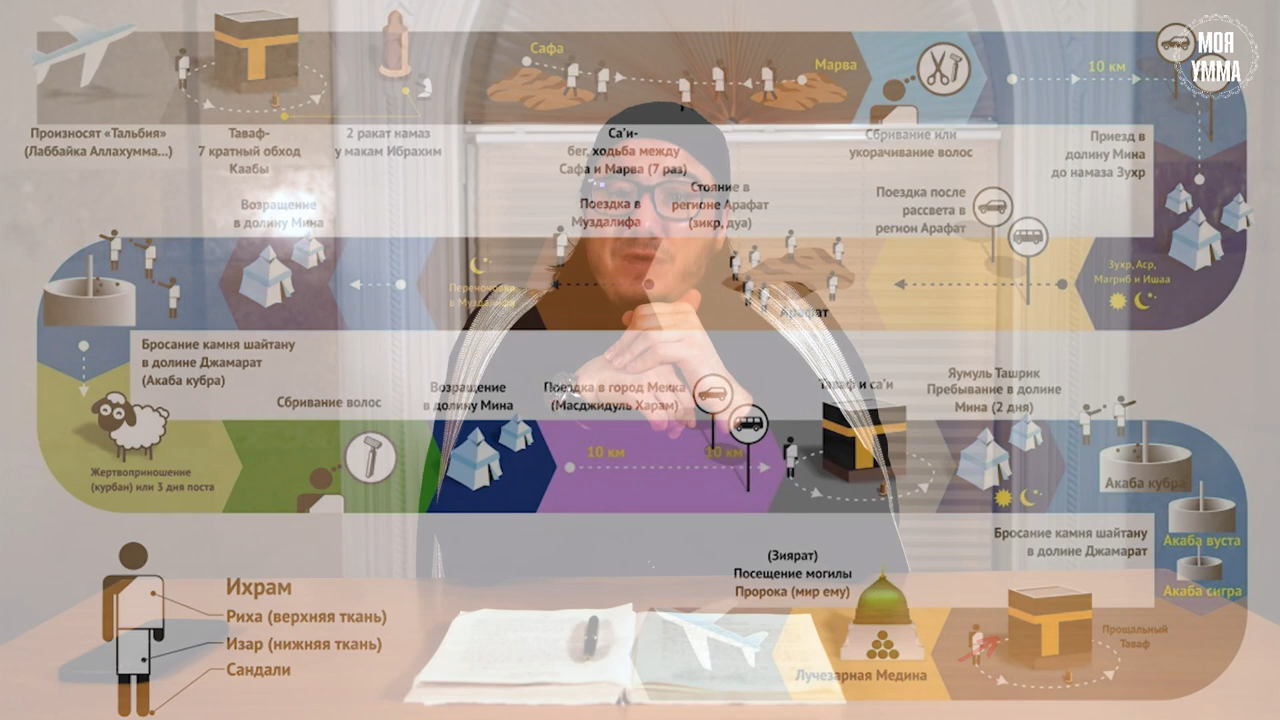 МОЯ
УММА
10 км
Сафа
Марва
Произносят «Тальбия»
(Лаббайка Аллахумма...)
Таваф-
7 кратный обход
Каабы
2 ракат намаз
у макам Ибрахим
Са'и-
бег, ходьба между
Сафа и Марва (7 раз)
Сбривание или
укорачивание волос
Приезд в
долину Мина
до намаза Зухр
Возвращение
в долину Мина
Поездка в
Муздалифа
Стояние в
регионе Арафат
(зикр, дуа)
Поездка после
рассвета в
регион Арафат
Переночовка
в Муздалифа
Арафат
Зухр, Аср,
Магриб и Ишаа
Бросание камня шайтану
в долине Джамарат
(Акаба кубра)
Сбривание волос
Возвращение
в долину Мина
Поездка в город Мекка
(Масджидуль Харам)
Таваф и са'и
Яумуль Ташрик
Пребывание в долине
Мина (2 дня)
Жертвоприношение
(курбан) или 3 дня поста
10 км
10 км
Акаба кубра
Акаба вуста
Акаба сигра
Бросание камня шайтану
в долине Джамарат
(Зиярат)
Посещение могилы
Пророка (мир ему)
Ихрам
Риха (верхняя ткань)
Изар (нижняя ткань)
Сандали
Лучезарная Медина
Прощальный
Таваф